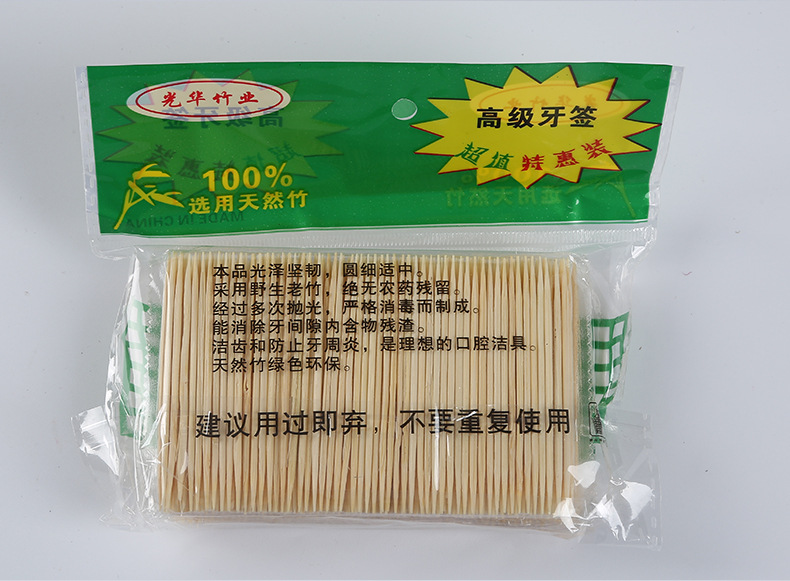 光华竹业
高级牙签
超值特惠装
100%
选用天然竹
MADE IN CHINA
本品光泽坚韧，圆细适中。
采用野生老竹，绝无农药残留。
经过多次抛光，严格消毒而制成。
能消除牙间隙内含物残渣。
洁齿和防止牙周炎，是理想的口腔洁具。
天然竹绿色环保。
建议用过即弃，不要重复使用